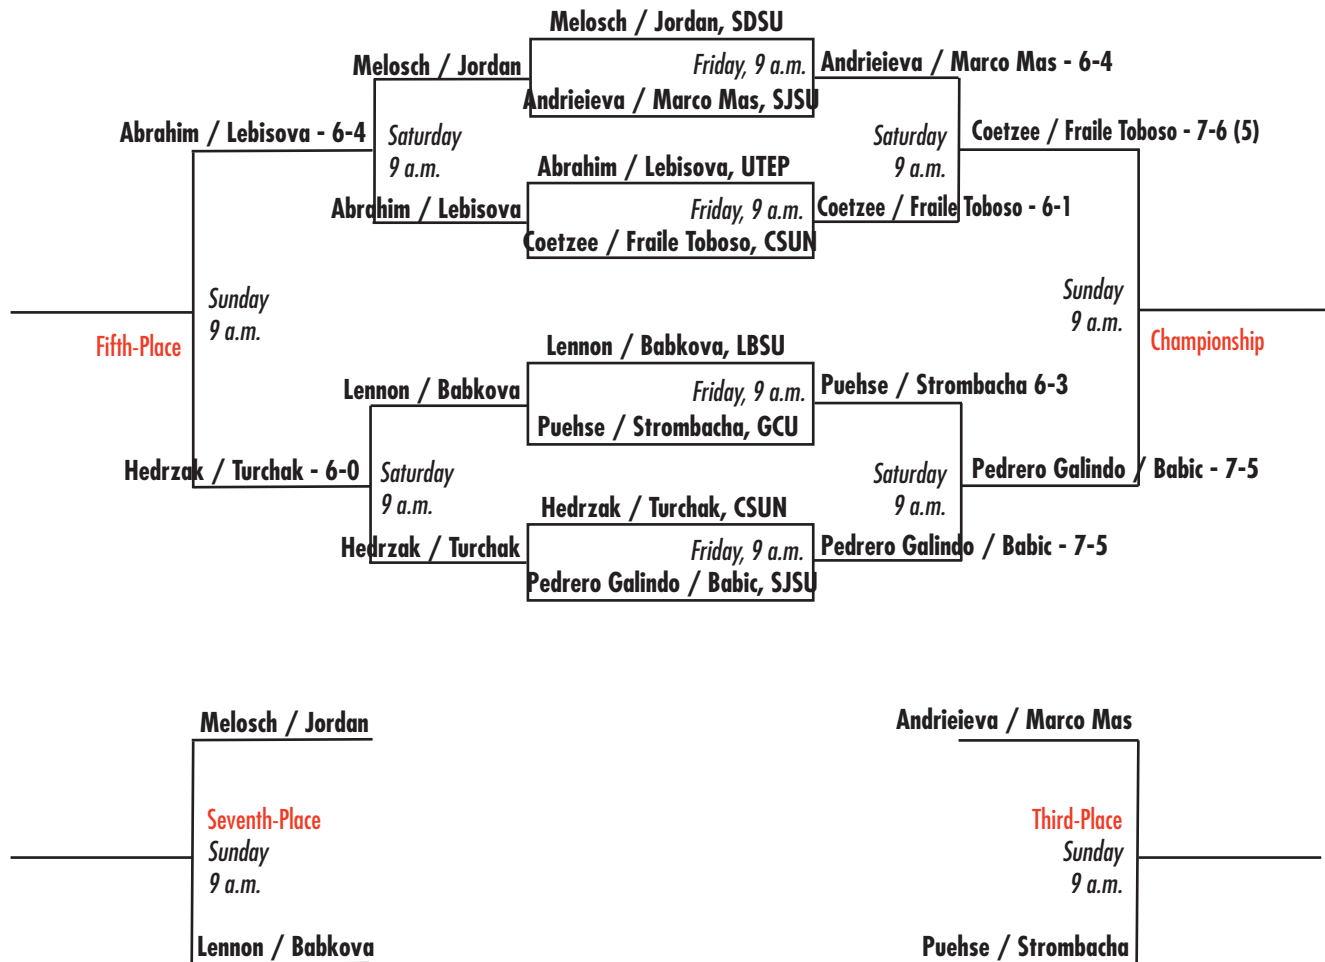 Melosch / Jordan, SDSU
Melosch / Jordan
Friday, 9 a.m.
Andrieieva / Marco Mas - 6-4
Andrieieva / Marco Mas, SJSU
Abrahim / Lebisova - 6-4
Saturday
9 a.m.
Saturday
9 a.m.
Coetzee / Fraile Toboso - 7-6 (5)
Abrahim / Lebisova, UTEP
Abrahim / Lebisova
Friday, 9 a.m.
Coetzee / Fraile Toboso - 6-1
Coetzee / Fraile Toboso, CSUN
Sunday
9 a.m.
Fifth-Place
Sunday
9 a.m.
Championship
Lennon / Babkova, LBSU
Lennon / Babkova
Friday, 9 a.m.
Puehse / Strombacha 6-3
Puehse / Strombacha, GCU
Hedrzak / Turchak - 6-0
Saturday
9 a.m.
Saturday
9 a.m.
Pedrero Galindo / Babic - 7-5
Hedrzak / Turchak, CSUN
Hedrzak / Turchak
Friday, 9 a.m.
Pedrero Galindo / Babic - 7-5
Pedrero Galindo / Babic, SJSU
Melosch / Jordan
Seventh-Place
Sunday
9 a.m.
Lennon / Babkova
Andrieieva / Marco Mas
Third-Place
Sunday
9 a.m.
Puehse / Strombacha